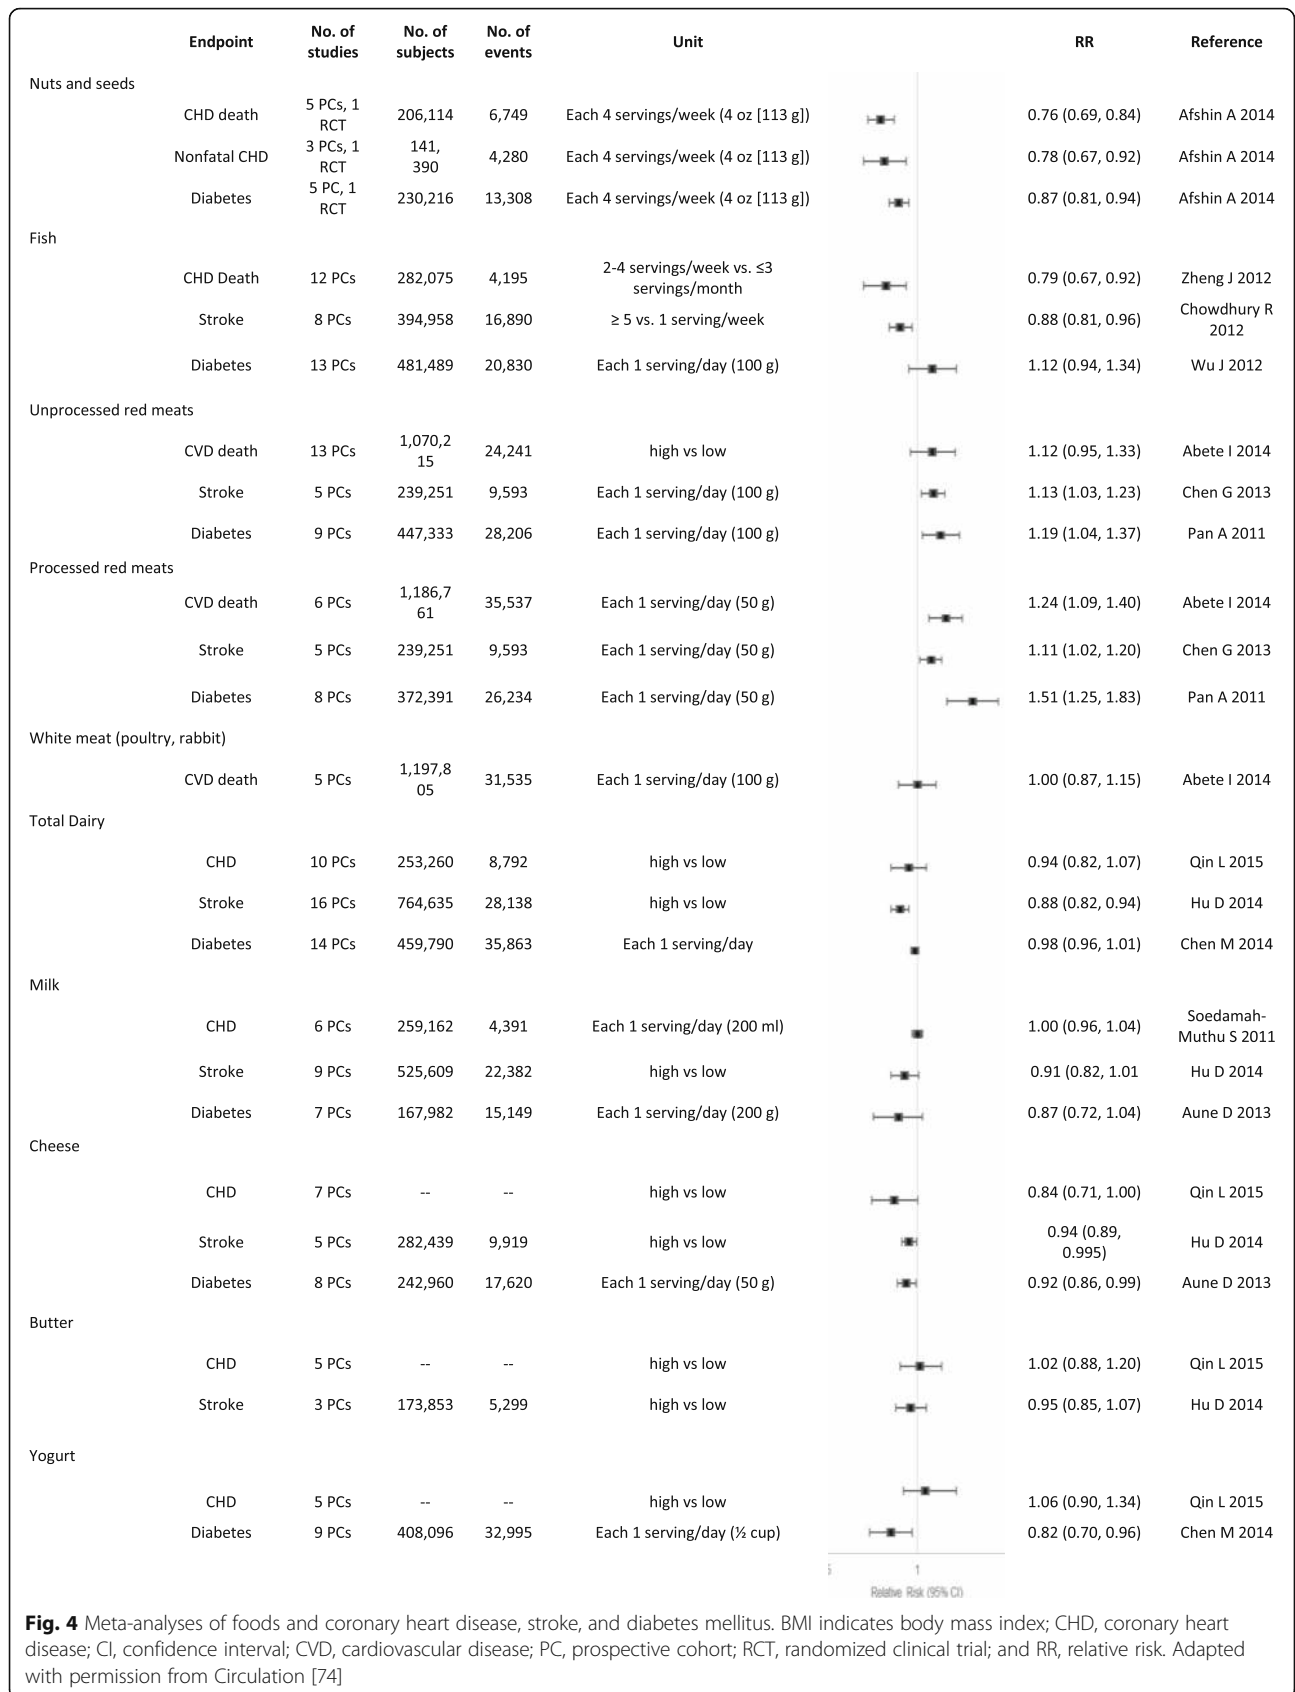 Endpoint No. of studies No. of subjects No. of events Unit RR Reference
Nuts and seeds
CHD death 5 PCs, 1 RCT 206,114 6,749 Each 4 servings/week (4 oz [113 g]) 0.76 (0.69, 0.84) Afshin A 2014
Nonfatal CHD 3 PCs, 1 RCT 141, 390 4,280 Each 4 servings/week (4 oz [113 g]) 0.78 (0.67, 0.92) Afshin A 2014
Diabetes 5 PC, 1 RCT 230,216 13,308 Each 4 servings/week (4 oz [113 g]) 0.87 (0.81, 0.94) Afshin A 2014
Fish
CHD Death 12 PCs 282,075 4,195 2-4 servings/week vs. ≤3 servings/month 0.79 (0.67, 0.92) Zheng J 2012
Stroke 8 PCs 394,958 16,890 ≥ 5 vs. 1 serving/week 0.88 (0.81, 0.96) Chowdhury R 2012
Diabetes 13 PCs 481,489 20,830 Each 1 serving/day (100 g) 1.12 (0.94, 1.34) Wu J 2012
Unprocessed red meats
CVD death 13 PCs 1,070,2 15 24,241 high vs low 1.12 (0.95, 1.33) Abete I 2014
Stroke 5 PCs 239,251 9,593 Each 1 serving/day (100 g) 1.13 (1.03, 1.23) Chen G 2013
Diabetes 9 PCs 447,333 28,206 Each 1 serving/day (100 g) 1.19 (1.04, 1.37) Pan A 2011
Processed red meats
CVD death 6 PCs 1,186,7 61 35,537 Each 1 serving/day (50 g) 1.24 (1.09, 1.40) Abete I 2014
Stroke 5 PCs 239,251 9,593 Each 1 serving/day (50 g) 1.11 (1.02, 1.20) Chen G 2013
Diabetes 8 PCs 372,391 26,234 Each 1 serving/day (50 g) 1.51 (1.25, 1.83) Pan A 2011
White meat (poultry, rabbit)
CVD death 5 PCs 1,197,8 05 31,535 Each 1 serving/day (100 g) 1.00 (0.87, 1.15) Abete I 2014
Total Dairy
CHD 10 PCs 253,260 8,792 high vs low 0.94 (0.82, 1.07) Qin L 2015
Stroke 16 PCs 764,635 28,138 high vs low 0.88 (0.82, 0.94) Hu D 2014
Diabetes 14 PCs 459,790 35,863 Each 1 serving/day 0.98 (0.96, 1.01) Chen M 2014
Milk
CHD 6 PCs 259,162 4,391 Each 1 serving/day (200 ml) 1.00 (0.96, 1.04) Soedamah-Muthu S 2011
Stroke 9 PCs 525,609 22,382 high vs low 0.91 (0.82, 1.01 Hu D 2014
Diabetes 7 PCs 167,982 15,149 Each 1 serving/day (200 g) 0.87 (0.72, 1.04) Aune D 2013
Cheese
CHD 7 PCs -- -- high vs low 0.84 (0.71, 1.00) Qin L 2015
Stroke 5 PCs 282,439 9,919 high vs low 0.94 (0.89, 0.995) Hu D 2014
Diabetes 8 PCs 242,960 17,620 Each 1 serving/day (50 g) 0.92 (0.86, 0.99) Aune D 2013
Butter
CHD 5 PCs -- -- high vs low 1.02 (0.88, 1.20) Qin L 2015
Stroke 3 PCs 173,853 5,299 high vs low 0.95 (0.85, 1.07) Hu D 2014
Yogurt
CHD 5 PCs -- -- high vs low 1.06 (0.90, 1.34) Qin L 2015
Diabetes 9 PCs 408,096 32,995 Each 1 serving/day (½ cup) 0.82 (0.70, 0.96) Chen M 2014
1
Relative Risk (95% CI)
Fig. 4 Meta-analyses of foods and coronary heart disease, stroke, and diabetes mellitus. BMI indicates body mass index; CHD, coronary heart
disease; CI, confidence interval; CVD, cardiovascular disease; PC, prospective cohort; RCT, randomized clinical trial; and RR, relative risk. Adapted
with permission from Circulation [74]